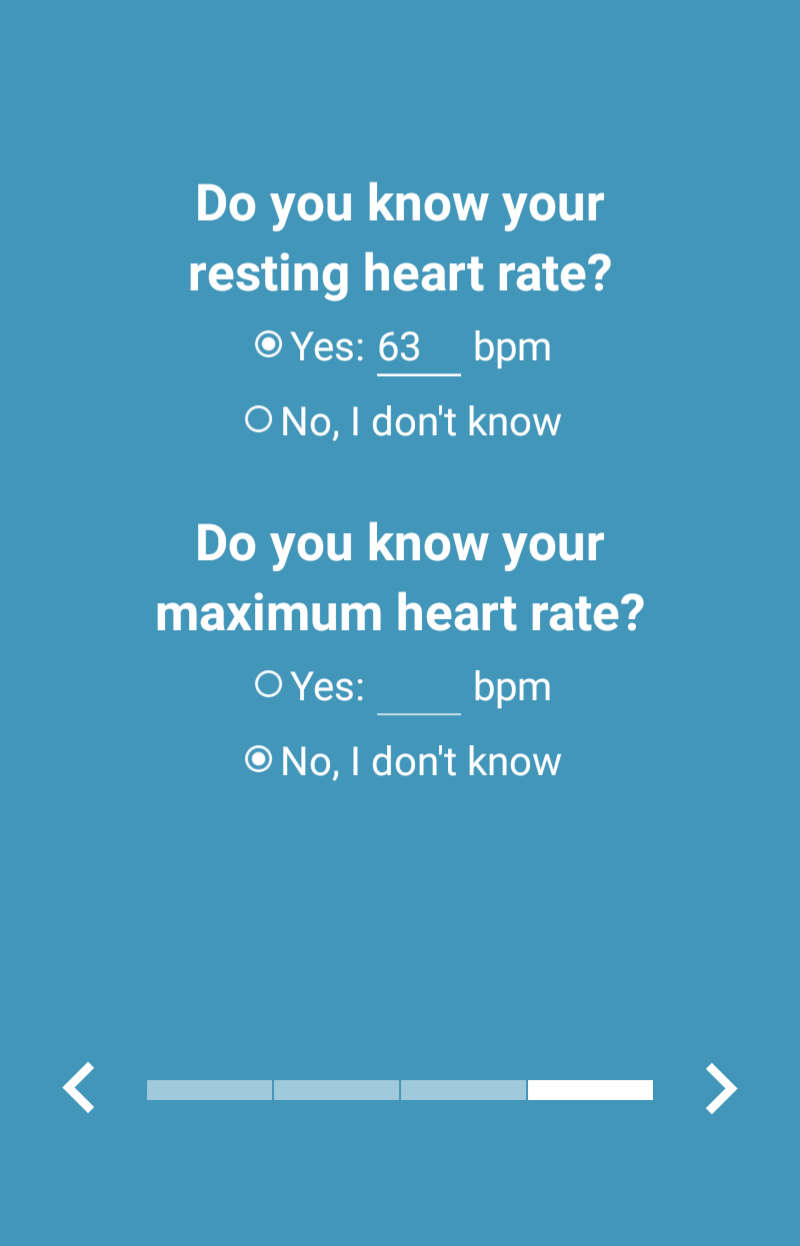 Do you know your
resting heart rate?
Yes: 63 bpm
No, I don't know
Do you know your
maximum heart rate?
Yes: bpm
No, I don't know